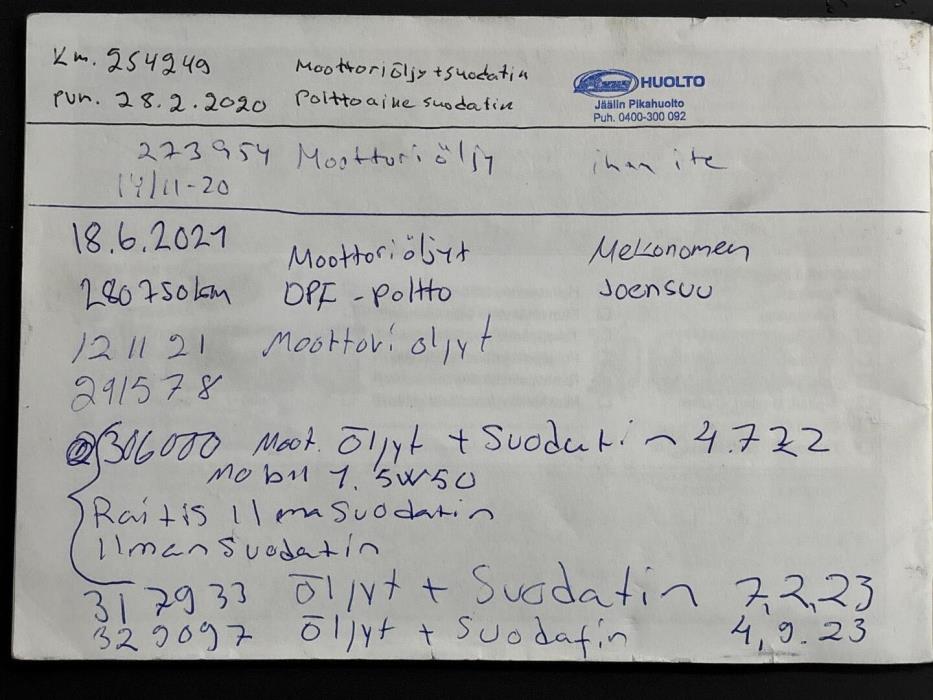 Km. 254249 Moottoriöljy + suodatin HUOLTO
pvm. 28.2.2020 Polttoaine suodatin Jäälin Pikahuolto
Puh. 0400-300 092
273954 Moottoriöljy ihan ite
14/11-20
18.6.2021 Moottoriöljyt Mekonomen
280750km DPF - poltto Joensuu
12 11 21 Moottori öljyt
291578
306000 Moot. Öljyt + Suodatin 4.7 22
Mobil 1. 5W50
Raitis Ilmasuodatin
Ilmansuodatin
317933 Öljyt + Suodatin 7,2,23
329097 Öljyt + Suodatin 4,9.23